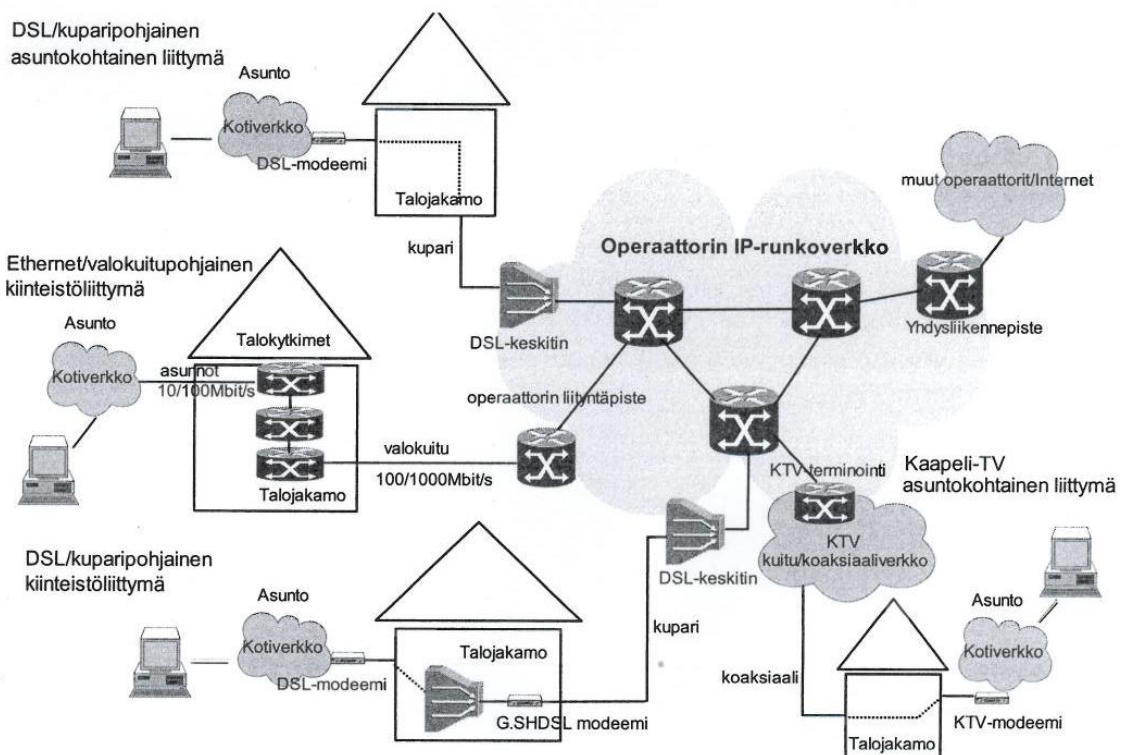 DSL/kuparipohjainen
asuntokohtainen liittymä
Asunto
Kotiverkko
DSL-modeemi
Talojakamo
kupari
muut operaattorit/Internet
Operaattorin IP-runkoverkko
DSL-keskitin
Yhdysliikennepiste
Ethernet/valokuitupohjainen
kiinteistöliittymä
Asunto
Kotiverkko
Talokytkimet
asunnot
10/100Mbit/s
Talojakamo
valokuitu
100/1000Mbit/s
operaattorin liityntäpiste
KTV-terminointi
Kaapeli-TV
asuntokohtainen liittymä
KTV
kuitu/koaksiaaliverkko
DSL-keskitin
DSL/kuparipohjainen
kiinteistöliittymä
Asunto
Kotiverkko
DSL-modeemi
Talojakamo
G.SHDSL modeemi
kupari
koaksiaali
Asunto
Kotiverkko
KTV-modeemi
Talojakamo